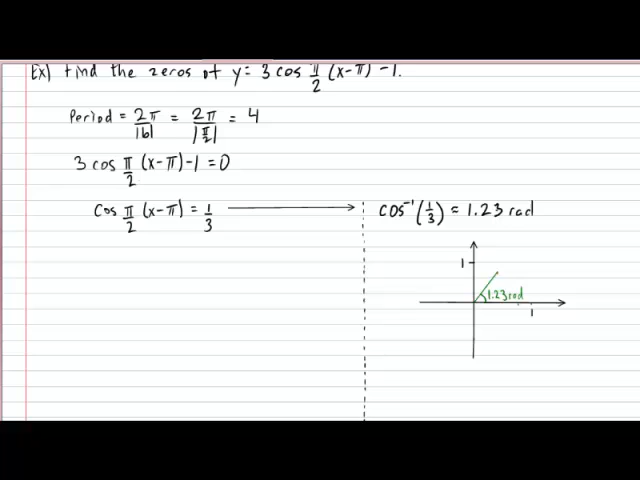 Ex) Find the zeros of y = 3 cos π/2 (x-π) -1.
Period = 2π/|b| = 2π/|π/2| = 4
3 cos π/2 (x-π) -1 = 0
cos π/2 (x-π) = 1/3
cos⁻¹(1/3) ≈ 1.23 rad
1
1.23 rad
1